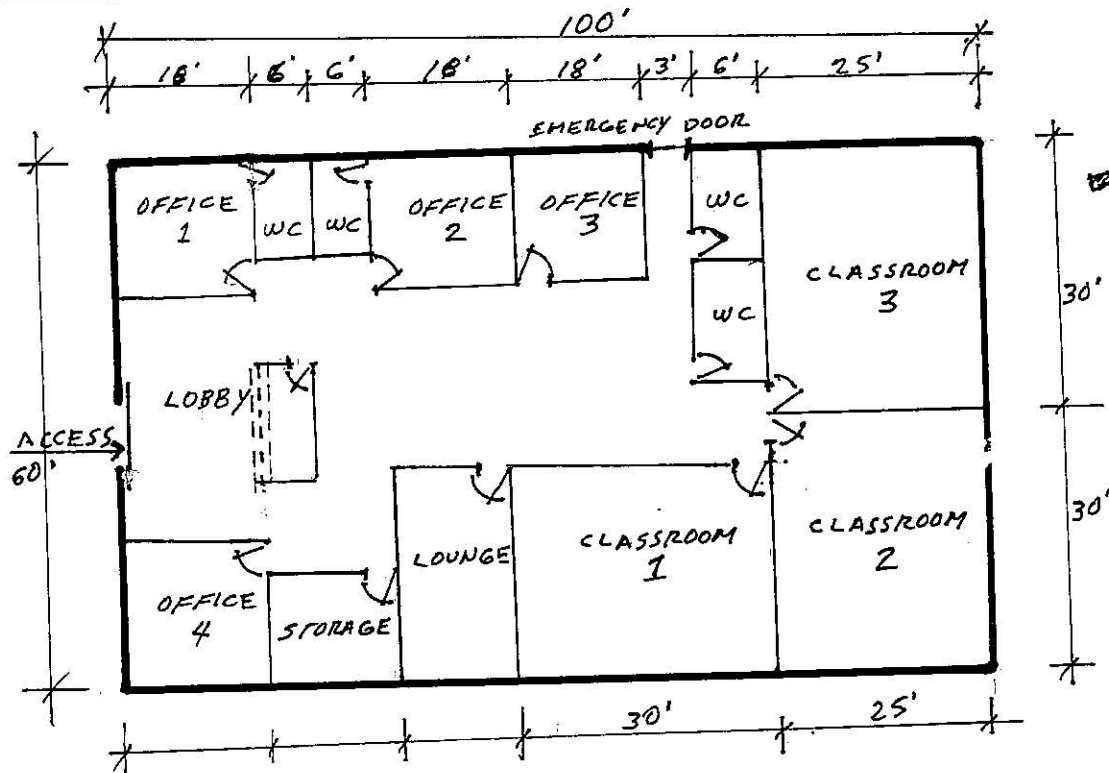 100'
18' 6' 6' 18' 18' 3' 6' 25'
EMERGENCY DOOR
OFFICE
1
WC
WC
OFFICE
2
OFFICE
3
WC
CLASSROOM
3
30'
WC
LOBBY
ACCESS
60'
30'
CLASSROOM
2
CLASSROOM
1
LOUNGE
OFFICE
4
STORAGE
30' 25'